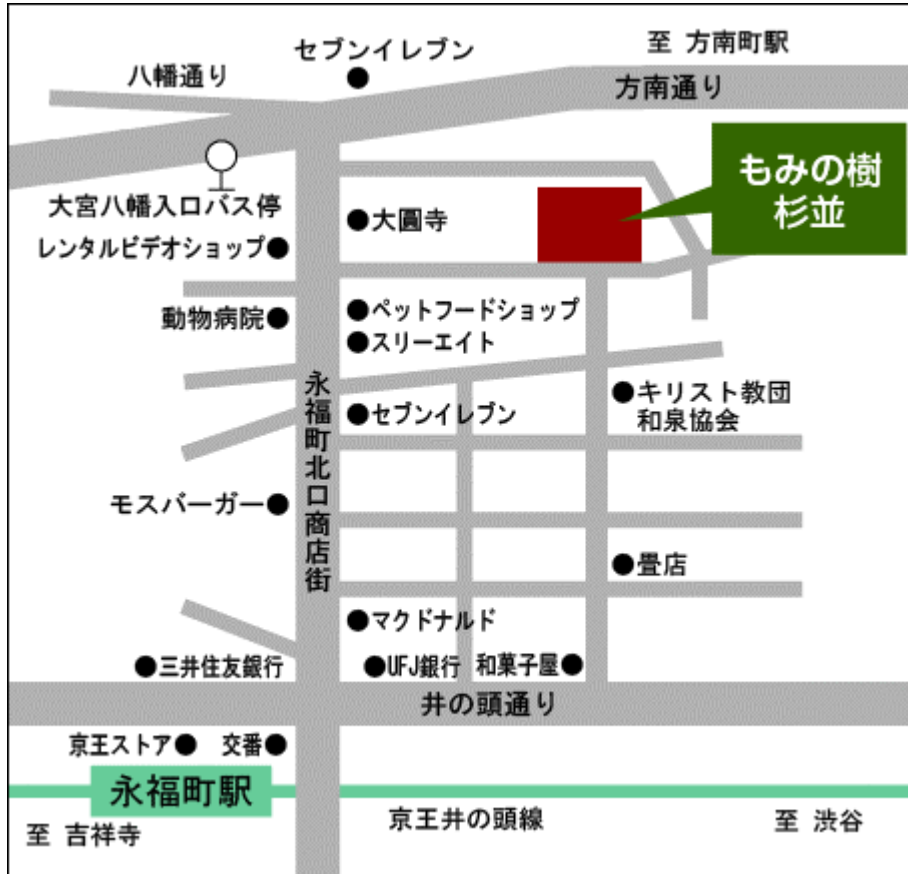 至 方南町駅
セブンイレブン
八幡通り
方南通り
もみの樹
杉並
大宮八幡入口バス停
大圓寺
レンタルビデオショップ
ペットフードショップ
動物病院
スリーエイト
永福町北口商店街
キリスト教団
和泉協会
セブンイレブン
モスバーガー
畳店
マクドナルド
三井住友銀行
UFJ銀行
和菓子屋
井の頭通り
京王ストア
交番
永福町駅
京王井の頭線
至 渋谷
至 吉祥寺